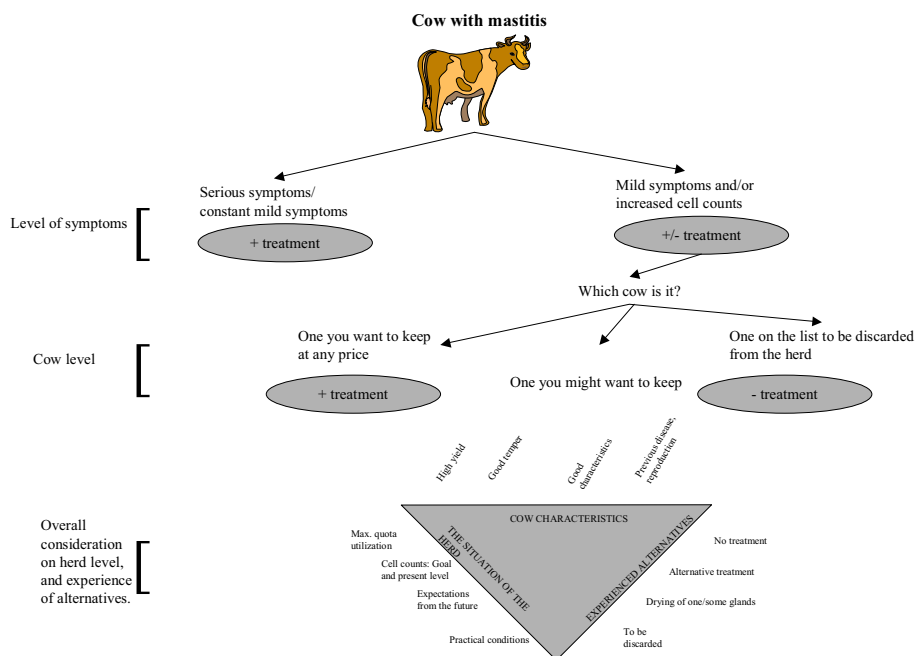 Cow with mastitis
Serious symptoms/
constant mild symptoms
+ treatment
Mild symptoms and/or
increased cell counts
+/- treatment
Level of symptoms
Which cow is it?
Cow level
One you want to keep
at any price
+ treatment
One you might want to keep
One on the list to be discarded
from the herd
- treatment
High yield
Good temper
Good
characteristics
Previous disease,
reproduction
Overall
consideration
on herd level,
and experience
of alternatives.
COW CHARACTERISTICS
THE SITUATION OF THE
HERD
EXPERIENCED ALTERNATIVES
Max. quota
utilization
Cell counts: Goal
and present level
Expectations
from the future
Practical conditions
No treatment
Alternative treatment
Drying of one/some glands
To be
discarded